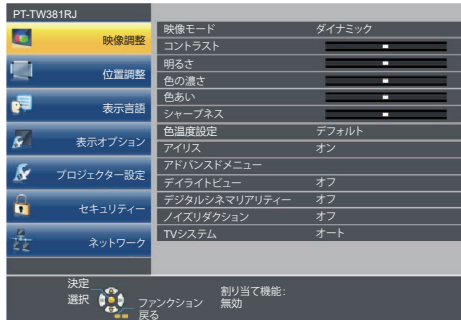 PT-TW381RJ
映像調整
位置調整
表示言語
表示オプション
プロジェクター設定
セキュリティー
ネットワーク
映像モード ダイナミック
コントラスト
明るさ
色の濃さ
色あい
シャープネス
色温度設定 デフォルト
アイリス オン
アドバンスドメニュー
デイライトビュー オフ
デジタルシネマリアリティー オフ
ノイズリダクション オフ
TVシステム オート
決定
選択
ファンクション
戻る
割り当て機能:
無効